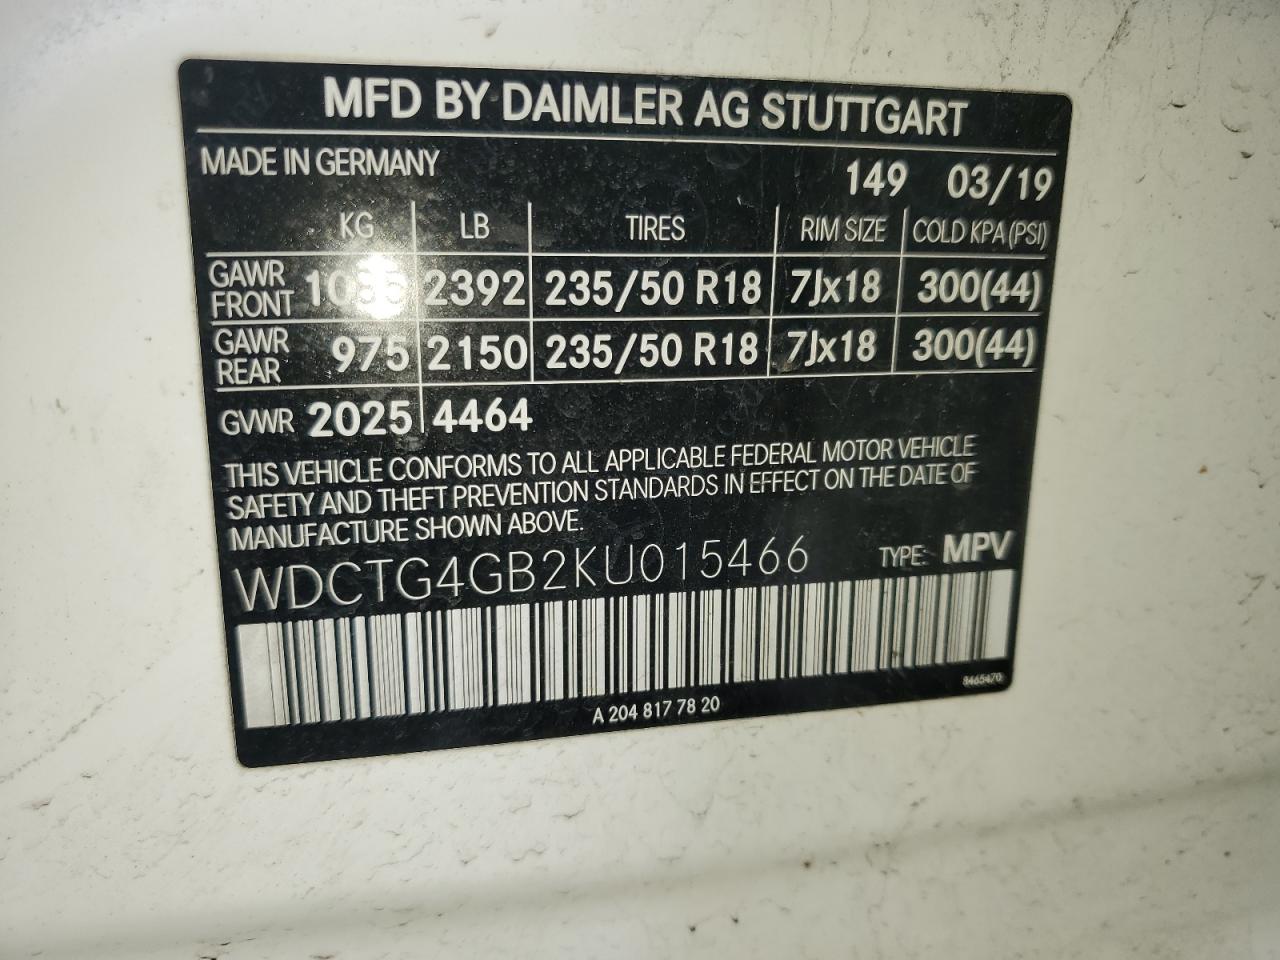 MFD BY DAIMLER AG STUTTGART
MADE IN GERMANY 149 03/19
KG LB TIRES RIM SIZE COLD KPA (PSI)
GAWR FRONT 2392 235/50 R18 7Jx18 300(44)
GAWR REAR 975 2150 235/50 R18 7Jx18 300(44)
GVWR 2025 4464
THIS VEHICLE CONFORMS TO ALL APPLICABLE FEDERAL MOTOR VEHICLE
SAFETY AND THEFT PREVENTION STANDARDS IN EFFECT ON THE DATE OF
MANUFACTURE SHOWN ABOVE.
WDCTG4GB2KU015466 TYPE: MPV
8465470
A 204 817 78 20